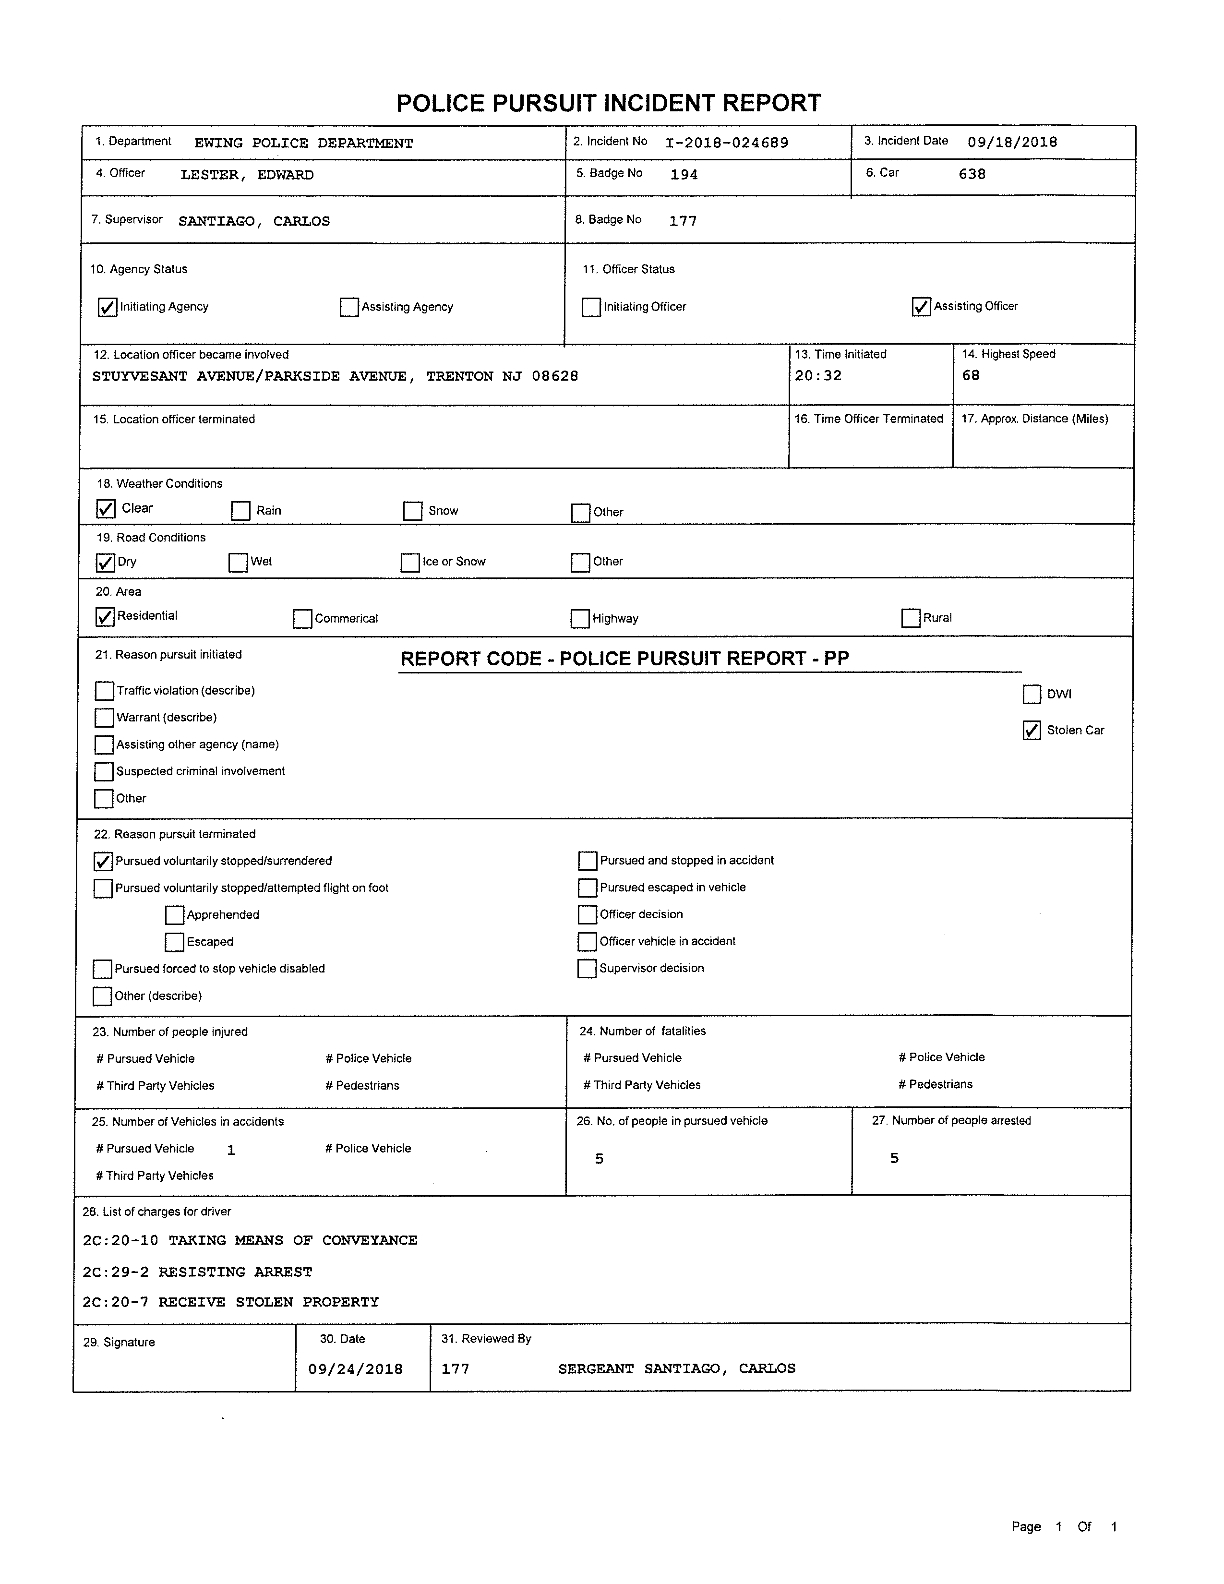 POLICE PURSUIT INCIDENT REPORT
1. Department EWING POLICE DEPARTMENT 2. Incident No I-2018-024689 3. Incident Date 09/18/2018
4. Officer LESTER, EDWARD 5. Badge No 194 6. Car 638
7. Supervisor SANTIAGO, CARLOS 8. Badge No 177
10. Agency Status 11. Officer Status
Initiating Agency Assisting Agency Initiating Officer Assisting Officer
12. Location officer became involved 13. Time Initiated 14. Highest Speed
STUYVESANT AVENUE/PARKSIDE AVENUE, TRENTON NJ 08628 20:32 68
15. Location officer terminated 16. Time Officer Terminated 17. Approx. Distance (Miles)
18. Weather Conditions
Clear Rain Snow Other
19. Road Conditions
Dry Wet Ice or Snow Other
20. Area
Residential Commerical Highway Rural
21. Reason pursuit initiated REPORT CODE - POLICE PURSUIT REPORT - PP
Traffic violation (describe) DWI
Warrant (describe)
Stolen Car
Assisting other agency (name)
Suspected criminal involvement
Other
22. Reason pursuit terminated
Pursued voluntarily stopped/surrendered Pursued and stopped in accident
Pursued voluntarily stopped/attempted flight on foot Pursued escaped in vehicle
Apprehended Officer decision
Escaped Officer vehicle in accident
Pursued forced to stop vehicle disabled Supervisor decision
Other (describe)
23. Number of people injured 24. Number of fatalities
# Pursued Vehicle # Police Vehicle # Pursued Vehicle # Police Vehicle
# Third Party Vehicles # Pedestrians # Third Party Vehicles # Pedestrians
25. Number of Vehicles in accidents 26. No. of people in pursued vehicle 27. Number of people arrested
# Pursued Vehicle 1 # Police Vehicle 5 5
# Third Party Vehicles
28. List of charges for driver
2C:20-10 TAKING MEANS OF CONVEYANCE
2C:29-2 RESISTING ARREST
2C:20-7 RECEIVE STOLEN PROPERTY
29. Signature 30. Date 31. Reviewed By
09/24/2018 177 SERGEANT SANTIAGO, CARLOS
Page 1 Of 1